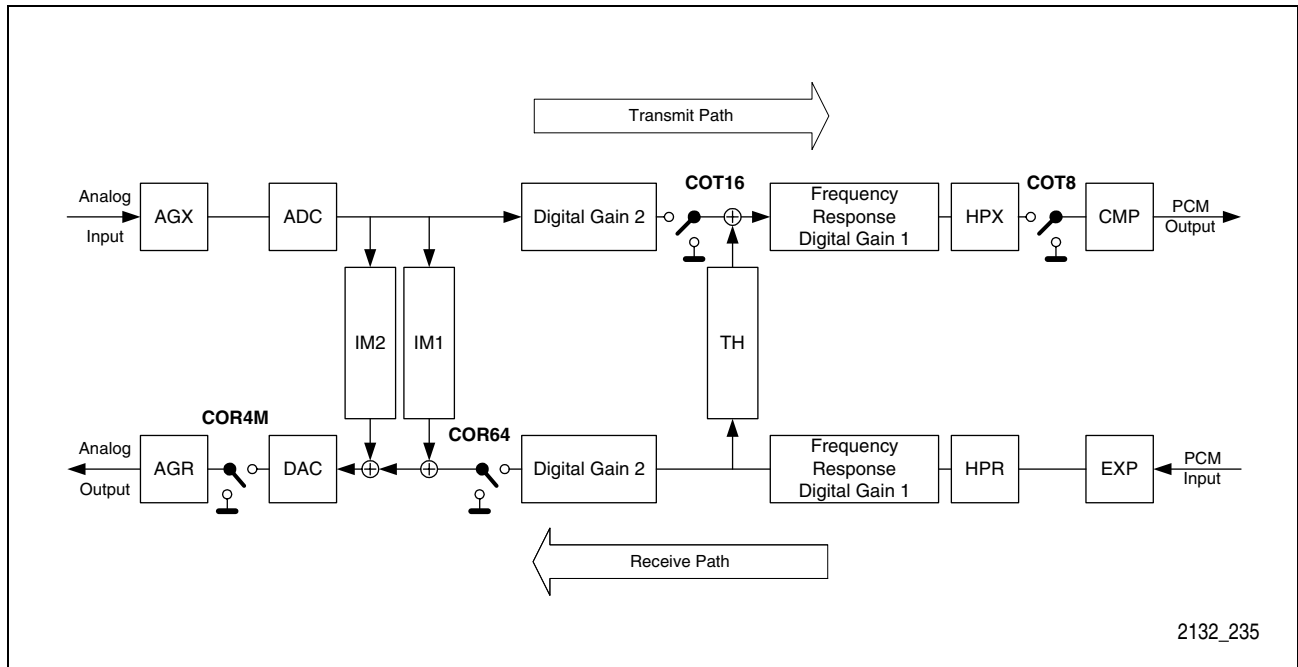 Transmit Path
COT16
COT8
Analog
Input
AGX
ADC
Digital Gain 2
Frequency
Response
Digital Gain 1
HPX
CMP
PCM
Output
IM2
IM1
TH
COR4M
COR64
Analog
Output
AGR
DAC
Digital Gain 2
Frequency
Response
Digital Gain 1
HPR
EXP
PCM
Input
Receive Path
2132_235